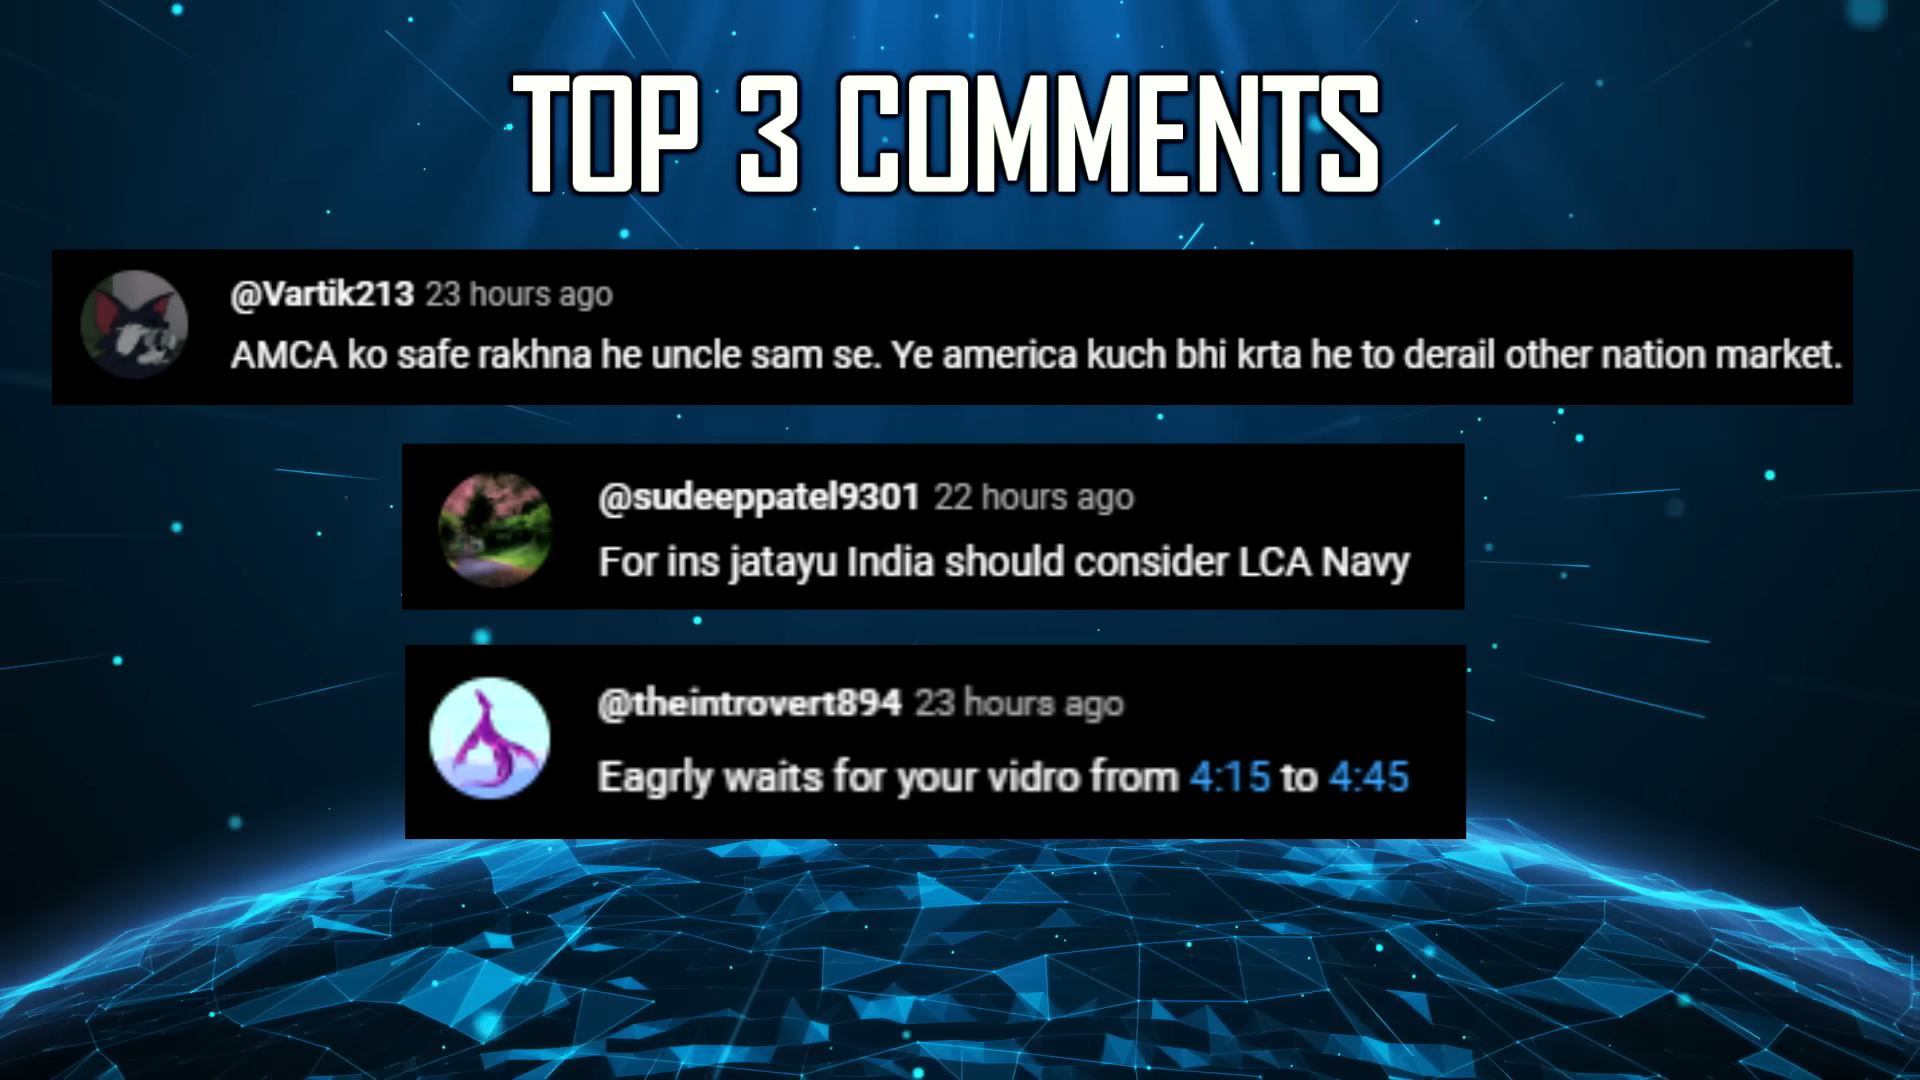 TOP 3 COMMENTS
@Vartik213 23 hours ago
AMCA ko safe rakhna he uncle sam se. Ye america kuch bhi krta he to derail other nation market.
@sudeeppatel9301 22 hours ago
For ins jatayu India should consider LCA Navy
@theintrovert894 23 hours ago
Eagrly waits for your vidro from 4:15 to 4:45